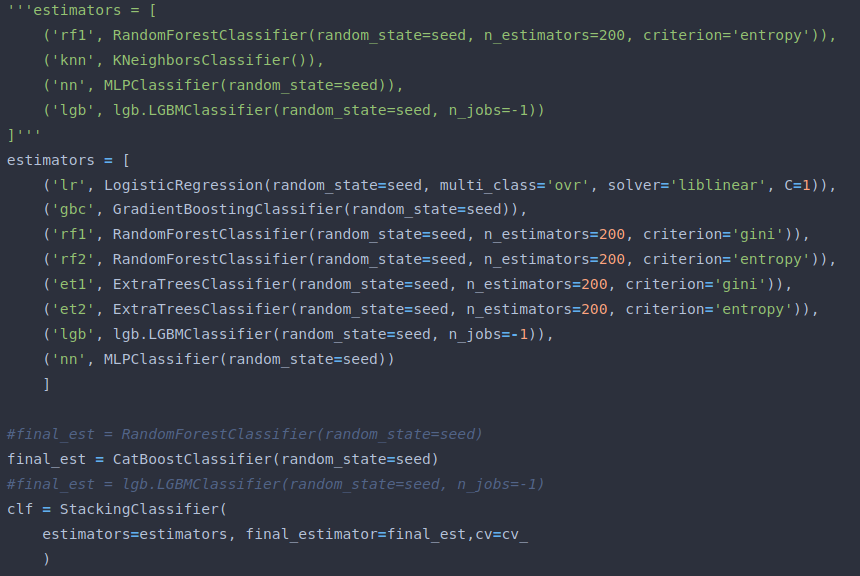 '''estimators = [
    ('rf1', RandomForestClassifier(random_state=seed, n_estimators=200, criterion='entropy')),
    ('knn', KNeighborsClassifier()),
    ('nn', MLPClassifier(random_state=seed)),
    ('lgb', lgb.LGBMClassifier(random_state=seed, n_jobs=-1))
]'''
estimators = [
    ('lr', LogisticRegression(random_state=seed, multi_class='ovr', solver='liblinear', C=1)),
    ('gbc', GradientBoostingClassifier(random_state=seed)),
    ('rf1', RandomForestClassifier(random_state=seed, n_estimators=200, criterion='gini')),
    ('rf2', RandomForestClassifier(random_state=seed, n_estimators=200, criterion='entropy')),
    ('et1', ExtraTreesClassifier(random_state=seed, n_estimators=200, criterion='gini')),
    ('et2', ExtraTreesClassifier(random_state=seed, n_estimators=200, criterion='entropy')),
    ('lgb', lgb.LGBMClassifier(random_state=seed, n_jobs=-1)),
    ('nn', MLPClassifier(random_state=seed))
    ]

#final_est = RandomForestClassifier(random_state=seed)
final_est = CatBoostClassifier(random_state=seed)
#final_est = lgb.LGBMClassifier(random_state=seed, n_jobs=-1)
clf = StackingClassifier(
    estimators=estimators, final_estimator=final_est,cv=cv_
    )